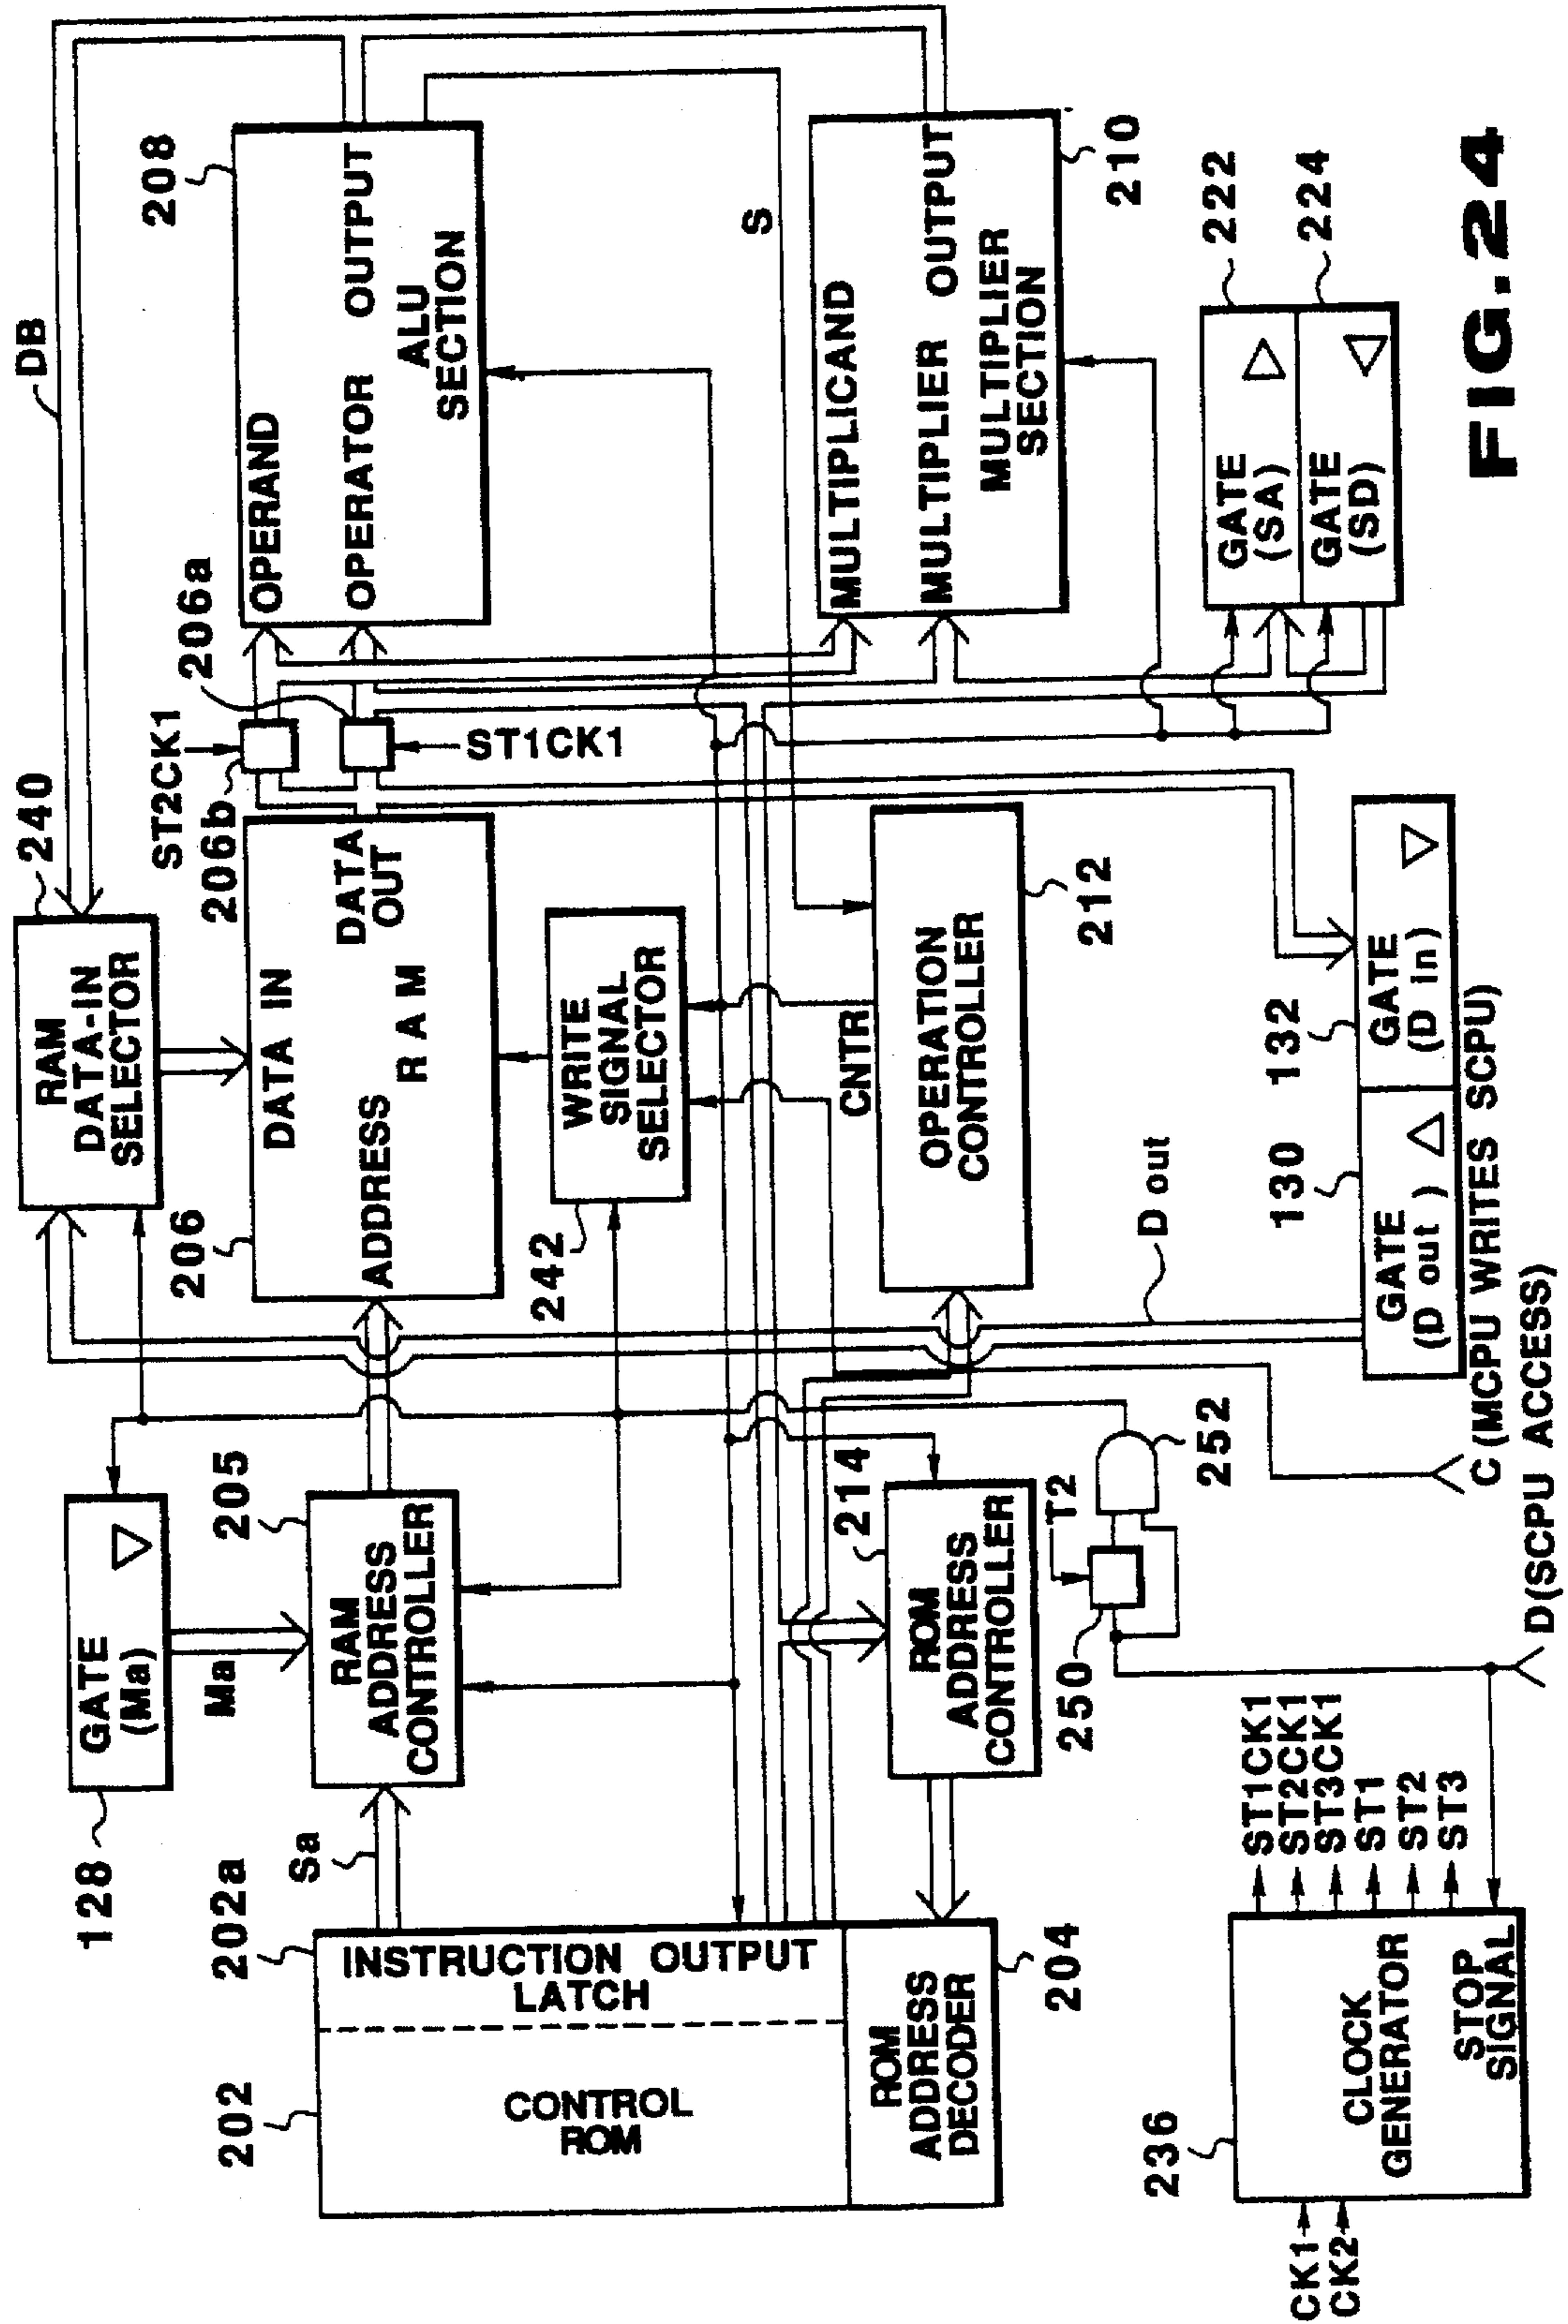 FIG.24
128
GATE
(Ma)
Ma
240
RAM
DATA-IN
SELECTOR
DB
202
202a
CONTROL
ROM
INSTRUCTION OUTPUT
LATCH
Sa
205
RAM
ADDRESS
CONTROLLER
206
DATA IN
ADDRESS
DATA
OUT
RAM
ST2CK1
206b
206a
ST1CK1
208
OPERAND
OPERATOR OUTPUT
ALU
SECTION
242
WRITE
SIGNAL
SELECTOR
S
204
ROM
ADDRESS
DECODER
214
ROM
ADDRESS
CONTROLLER
CNTR
OPERATION
CONTROLLER
212
MULTIPLICAND
MULTIPLIER OUTPUT
MULTIPLIER
SECTION
210
250
T2
252
D out
236
CK1
CK2
CLOCK
GENERATOR
STOP
SIGNAL
ST1CK1
ST2CK1
ST3CK1
ST1
ST2
ST3
130
GATE
(D out)
132
GATE
(D in)
222
GATE
(SA)
224
GATE
(SD)
C (MCPU WRITES SCPU)
D(SCPU ACCESS)